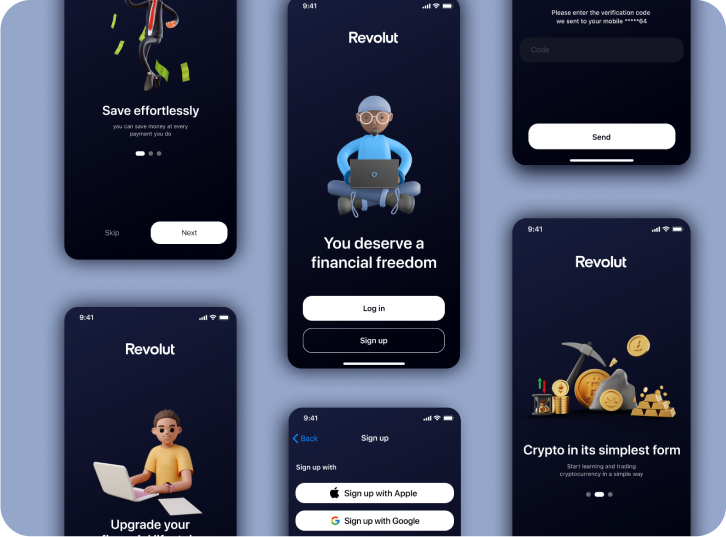 Save effortlessly
you can save money at every
payment you do
Skip
Next
9:41
Revolut
Upgrade your
9:41
Revolut
You deserve a
financial freedom
Log in
Sign up
9:41
Back
Sign up
Sign up with
Sign up with Apple
Sign up with Google
Please enter the verification code
we sent to your mobile *****64
Code
Send
9:41
Revolut
Crypto in its simplest form
Start learning and trading
cryptocurrency in a simple way